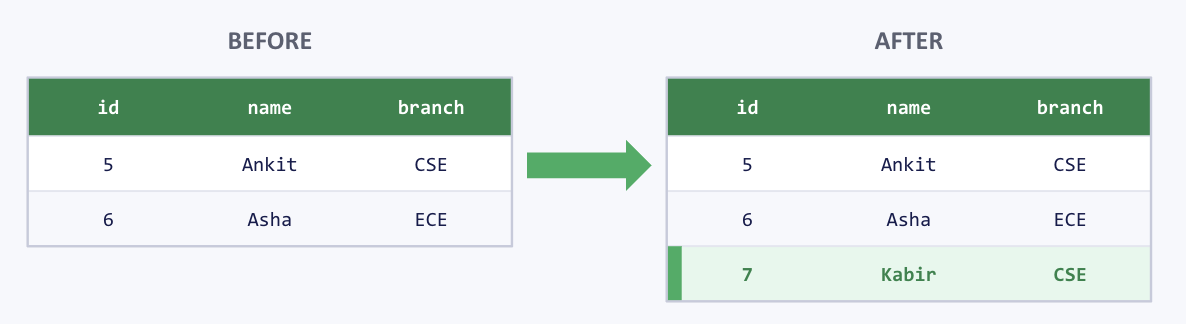 BEFORE
id name branch
5 Ankit CSE
6 Asha ECE
AFTER
id name branch
5 Ankit CSE
6 Asha ECE
7 Kabir CSE